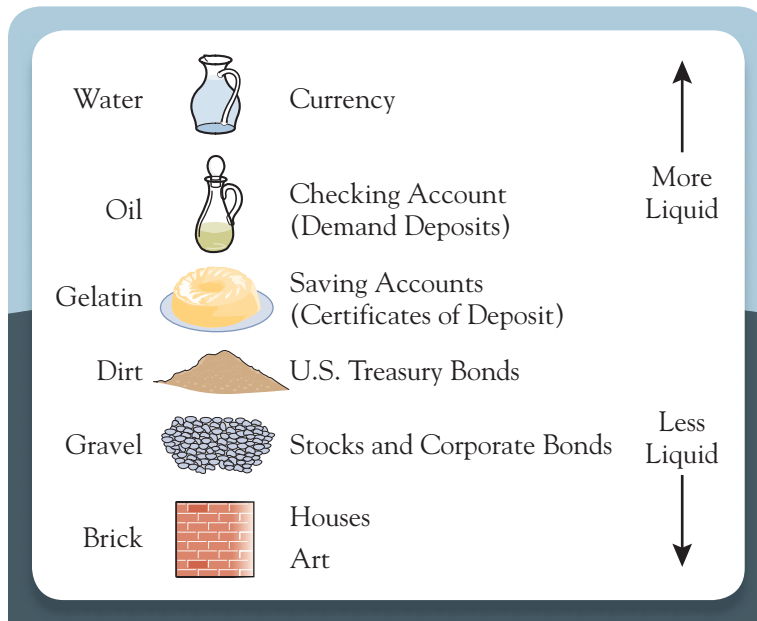 Water
Currency
Oil
Checking Account
(Demand Deposits)
More
Liquid
Gelatin
Saving Accounts
(Certificates of Deposit)
Dirt
U.S. Treasury Bonds
Gravel
Stocks and Corporate Bonds
Less
Liquid
Brick
Houses
Art